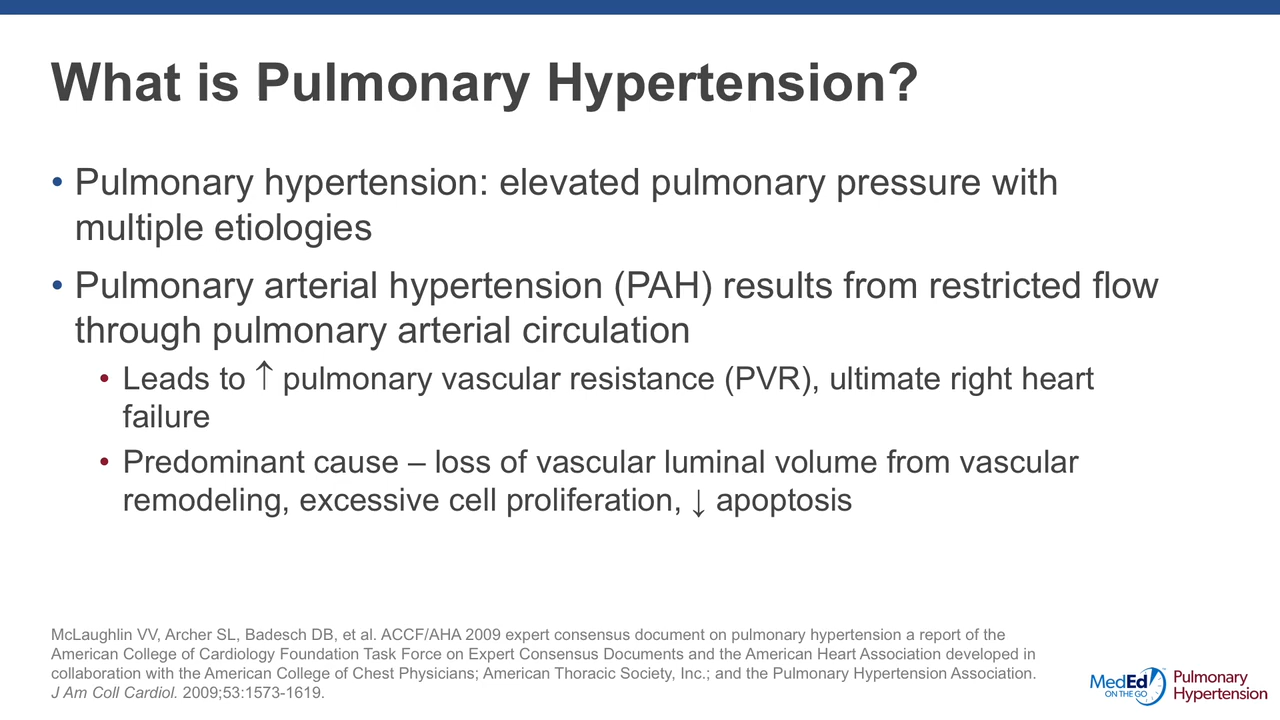 What is Pulmonary Hypertension?
• Pulmonary hypertension: elevated pulmonary pressure with
multiple etiologies
• Pulmonary arterial hypertension (PAH) results from restricted flow
through pulmonary arterial circulation
• Leads to ↑ pulmonary vascular resistance (PVR), ultimate right heart
failure
• Predominant cause – loss of vascular luminal volume from vascular
remodeling, excessive cell proliferation, ↓ apoptosis
McLaughlin VV, Archer SL, Badesch DB, et al. ACCF/AHA 2009 expert consensus document on pulmonary hypertension a report of the
American College of Cardiology Foundation Task Force on Expert Consensus Documents and the American Heart Association developed in
collaboration with the American College of Chest Physicians; American Thoracic Society, Inc.; and the Pulmonary Hypertension Association.
J Am Coll Cardiol. 2009;53:1573-1619.
MedEd
ON THE GO
Pulmonary
Hypertension